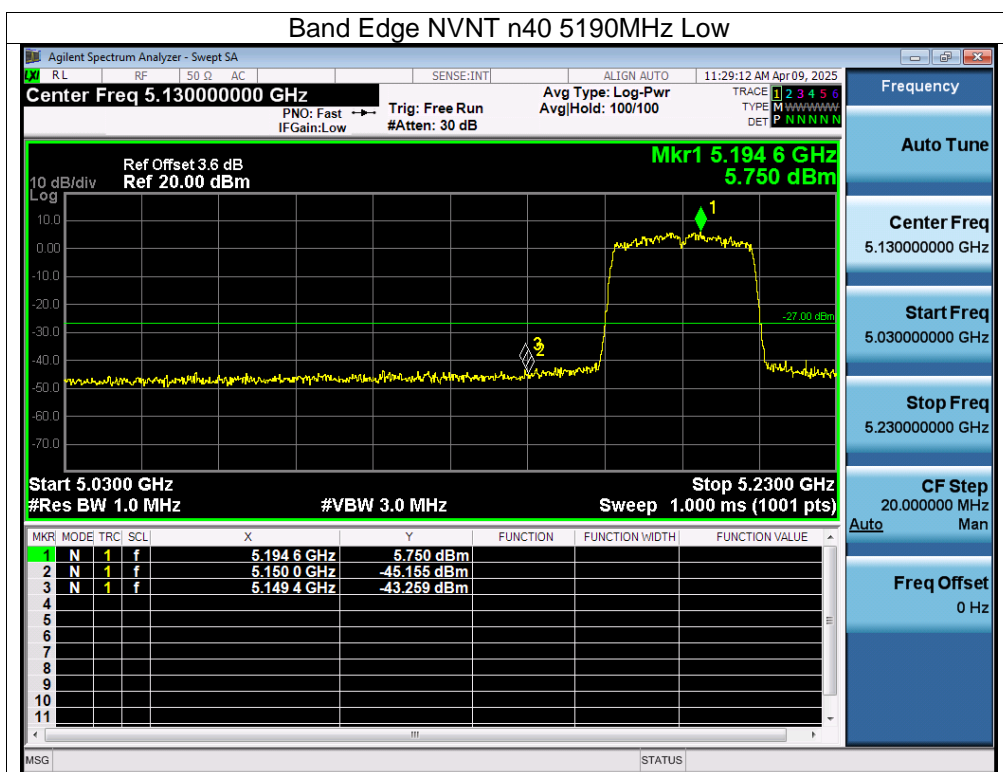 Band Edge NVNT n40 5190MHz Low
Agilent Spectrum Analyzer - Swept SA
LXI RL RF 50 Ω AC SENSE:INT ALIGN AUTO 11:29:12 AM Apr 09, 2025
Center Freq 5.130000000 GHz
PNO: Fast
IFGain:Low
Trig: Free Run
#Atten: 30 dB
Avg Type: Log-Pwr
Avg|Hold: 100/100
TRACE 1 2 3 4 5 6
TYPE M WWWWW
DET P N N N N N
Mkr1 5.194 6 GHz
5.750 dBm
Ref Offset 3.6 dB
10 dB/div Ref 20.00 dBm
Log
10.0
0.00
-10.0
-20.0
-30.0
-40.0
-50.0
-60.0
-70.0
1
-27.00 dBm
3
2
Start 5.0300 GHz Stop 5.2300 GHz
#Res BW 1.0 MHz #VBW 3.0 MHz Sweep 1.000 ms (1001 pts)
MKR MODE TRC SCL X Y FUNCTION FUNCTION WIDTH FUNCTION VALUE
1 N 1 f 5.194 6 GHz 5.750 dBm
2 N 1 f 5.150 0 GHz -45.155 dBm
3 N 1 f 5.149 4 GHz -43.259 dBm
4
5
6
7
8
9
10
11
MSG STATUS
Frequency
Auto Tune
Center Freq
5.130000000 GHz
Start Freq
5.030000000 GHz
Stop Freq
5.230000000 GHz
CF Step
20.000000 MHz
Auto Man
Freq Offset
0 Hz